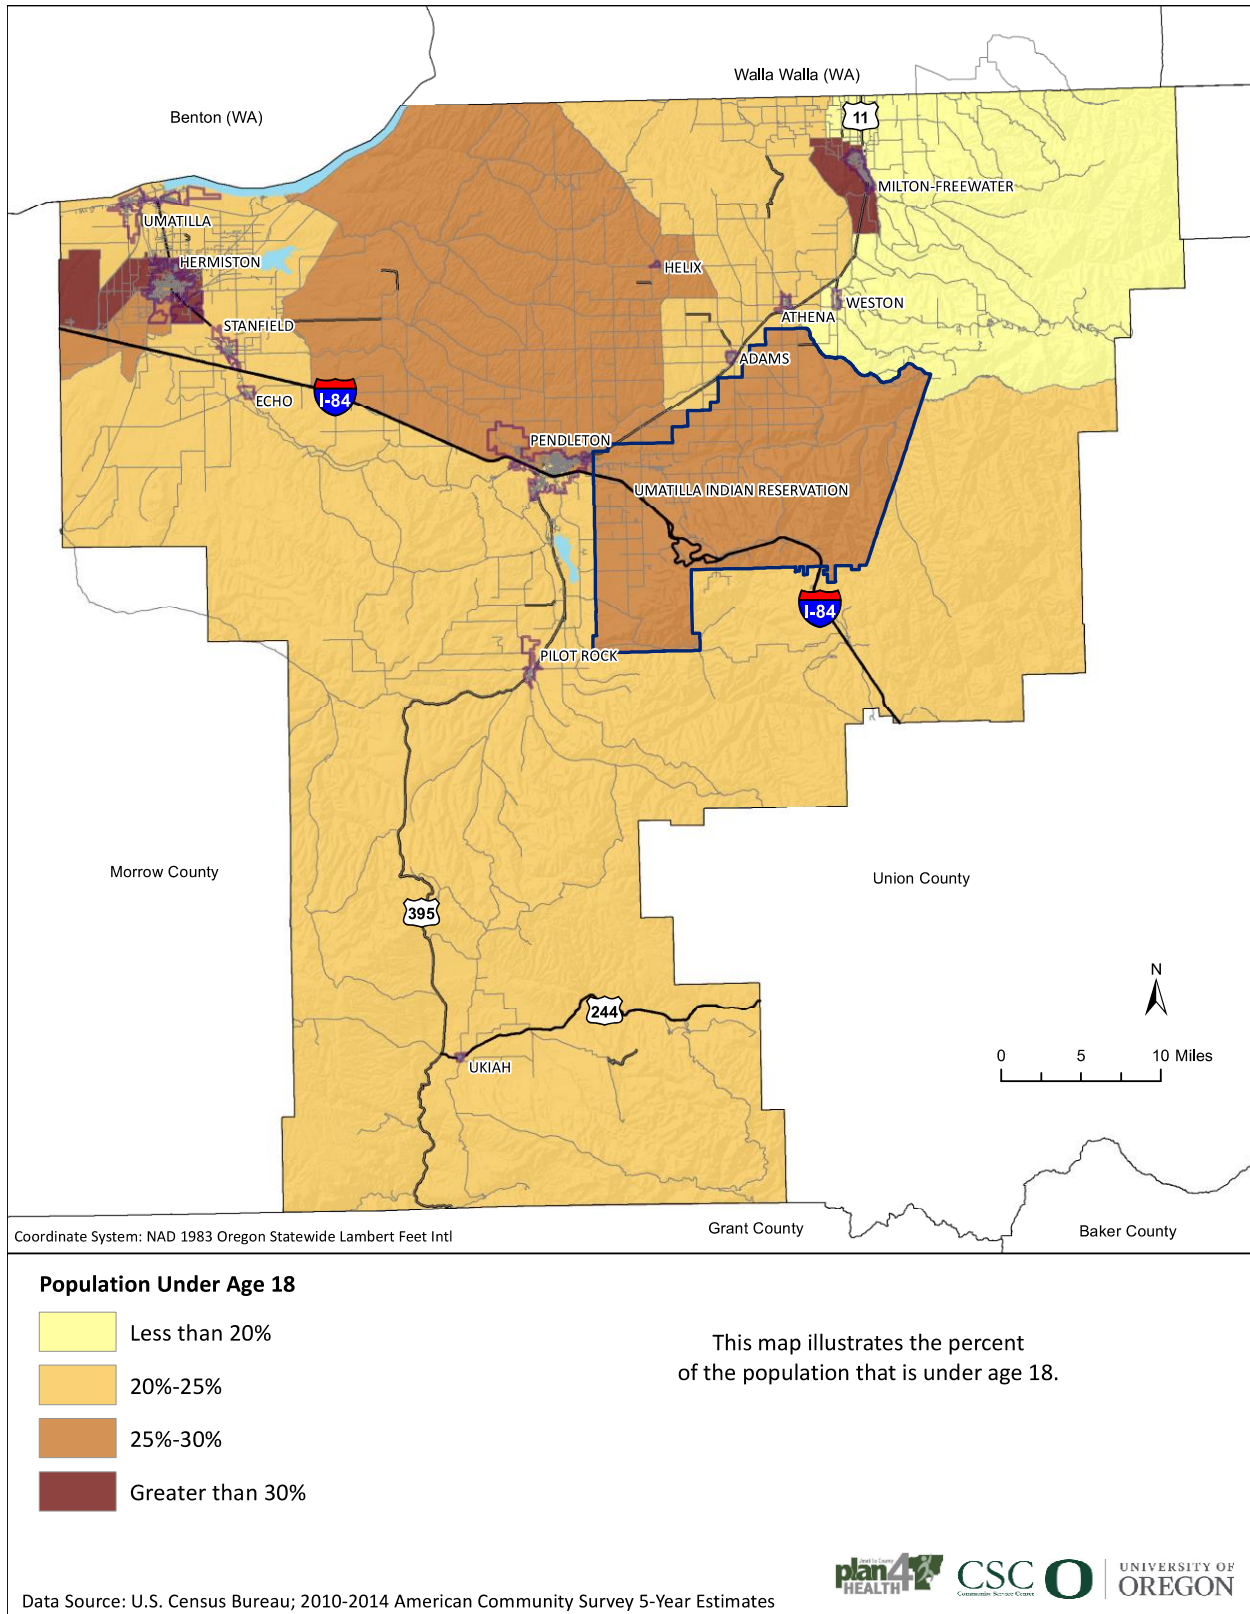 Walla Walla (WA)
Benton (WA)
11
MILTON-FREEWATER
UMATILLA
HERMISTON
HELIX
WESTON
ATHENA
STANFIELD
ADAMS
I-84
ECHO
PENDLETON
UMATILLA INDIAN RESERVATION
I-84
PILOT ROCK
Morrow County
Union County
395
N
244
0 5 10 Miles
UKIAH
Grant County
Baker County
Coordinate System: NAD 1983 Oregon Statewide Lambert Feet Intl
Population Under Age 18
Less than 20%
20%-25%
25%-30%
Greater than 30%
This map illustrates the percent
of the population that is under age 18.
plan4
HEALTH
CSC
Community Service Center
O
UNIVERSITY OF
OREGON
Data Source: U.S. Census Bureau; 2010-2014 American Community Survey 5-Year Estimates